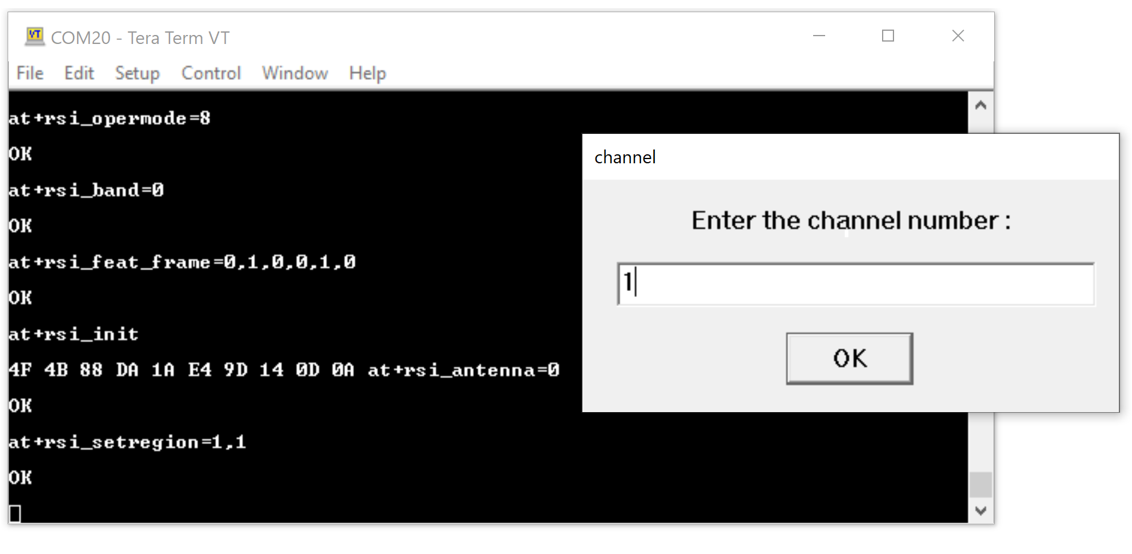 COM20 - Tera Term VT
File Edit Setup Control Window Help
at+rsi_opermode=8
OK
at+rsi_band=0
OK
at+rsi_feat_frame=0,1,0,0,1,0
OK
at+rsi_init
4F 4B 88 DA 1A E4 9D 14 0D 0A at+rsi_antenna=0
OK
at+rsi_setregion=1,1
OK
channel
Enter the channel number :
1
OK